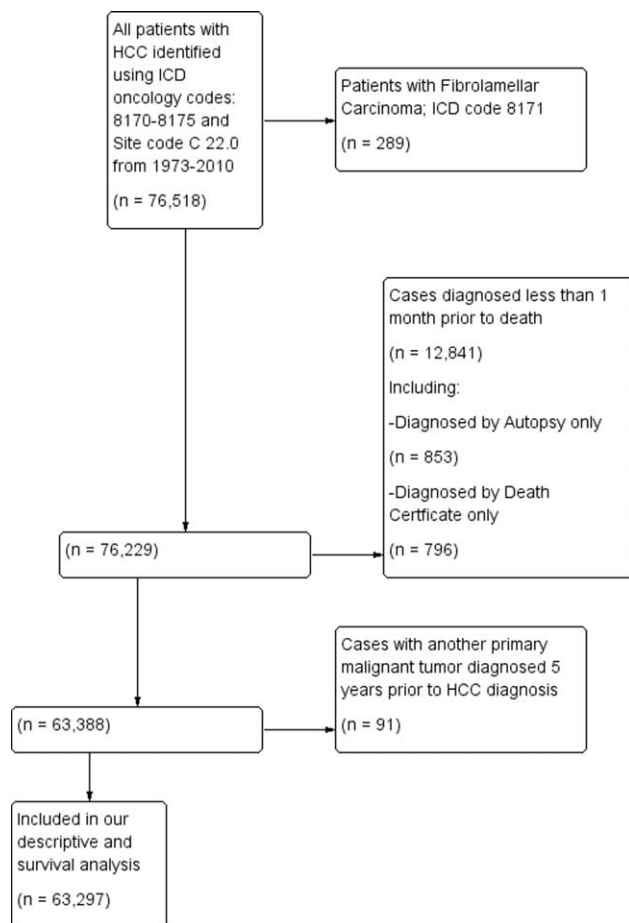 All patients with
HCC identified
using ICD
oncology codes:
8170-8175 and
Site code C 22.0
from 1973-2010
(n = 76,518)
Patients with Fibrolamellar
Carcinoma; ICD code 8171
(n = 289)
Cases diagnosed less than 1
month prior to death
(n = 12,841)
Including:
-Diagnosed by Autopsy only
(n = 853)
-Diagnosed by Death
Certficate only
(n = 796)
(n = 76,229)
Cases with another primary
malignant tumor diagnosed 5
years prior to HCC diagnosis
(n = 91)
(n = 63,388)
Included in our
descriptive and
survival analysis
(n = 63,297)